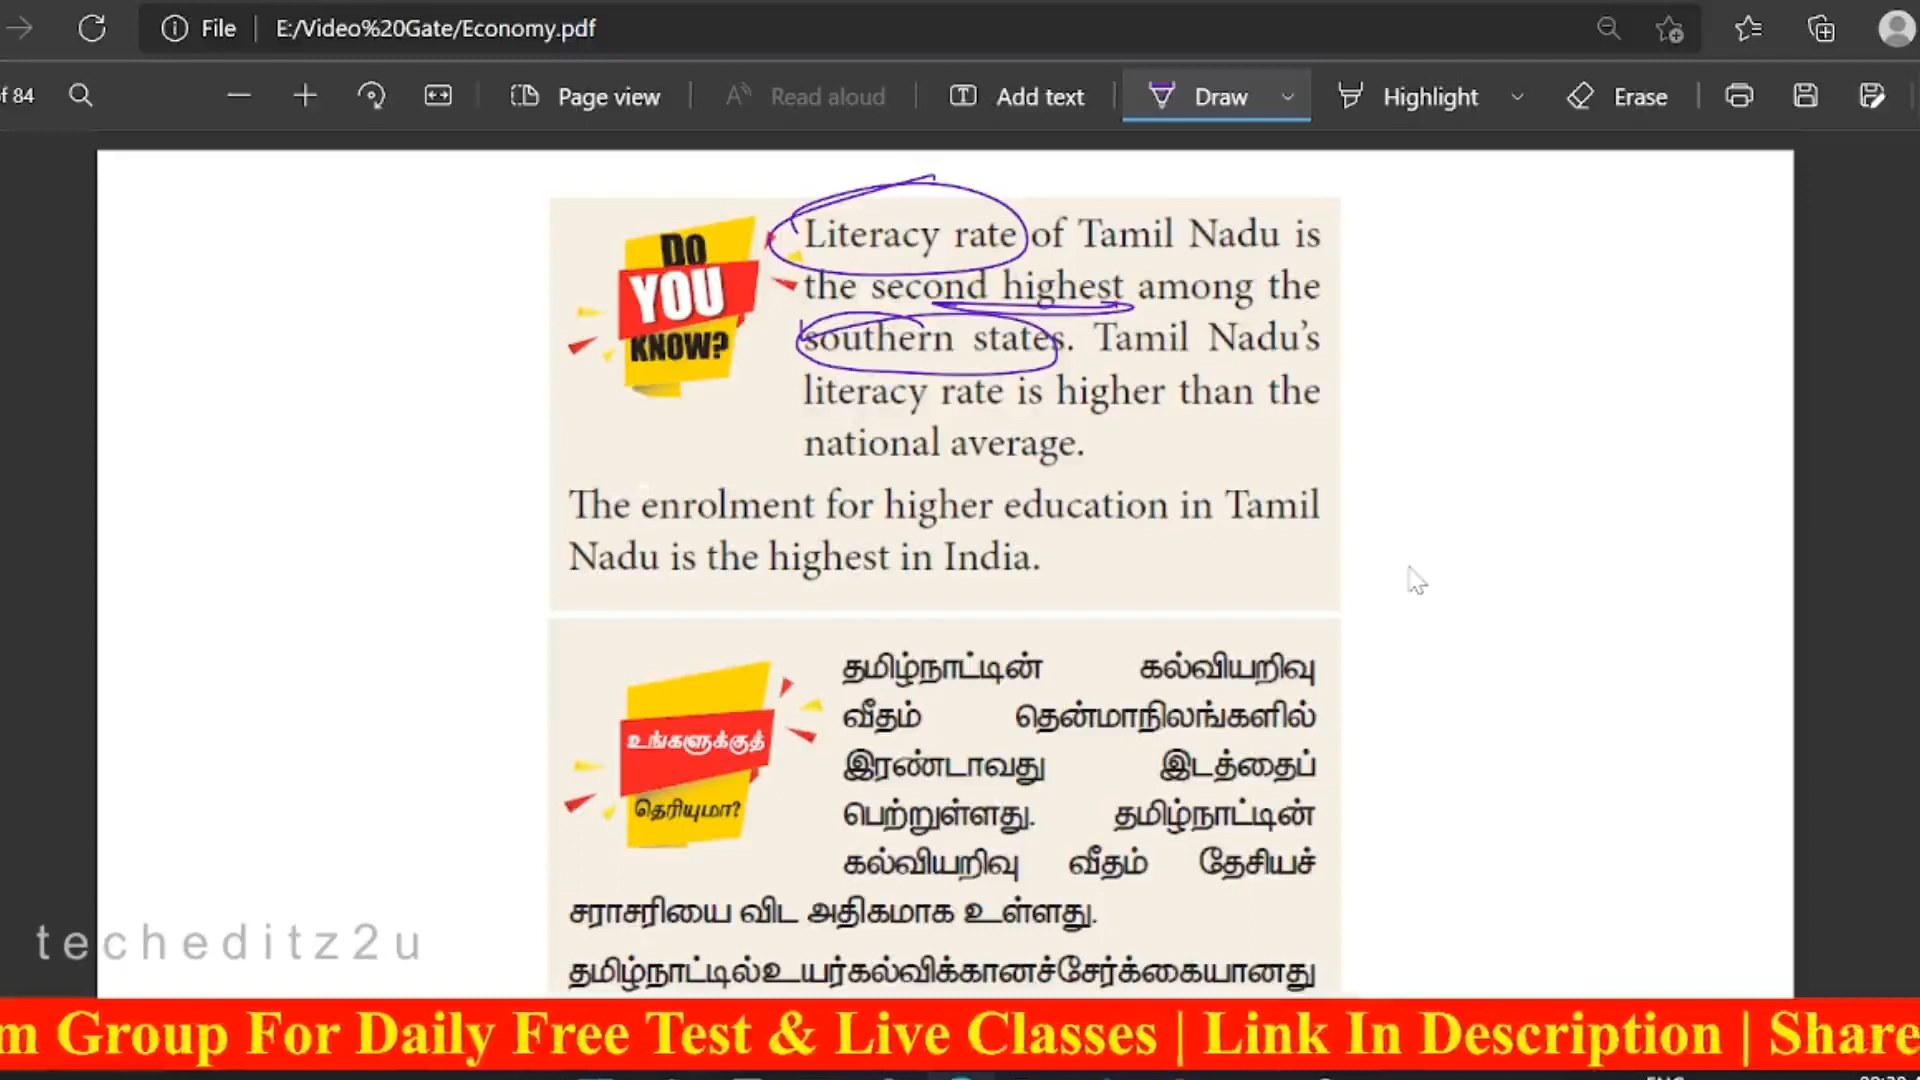 File
E:/Video%20Gate/Economy.pdf
of 84
Page view
Read aloud
Add text
Draw
Highlight
Erase
DO
YOU
KNOW?
Literacy rate of Tamil Nadu is
the second highest among the
southern states. Tamil Nadu’s
literacy rate is higher than the
national average.
The enrolment for higher education in Tamil
Nadu is the highest in India.
உங்களுக்குத்
தெரியுமா?
தமிழ்நாட்டின் கல்வியறிவு
வீதம் தென்மாநிலங்களில்
இரண்டாவது இடத்தைப்
பெற்றுள்ளது. தமிழ்நாட்டின்
கல்வியறிவு வீதம் தேசியச்
சராசரியை விட அதிகமாக உள்ளது.
தமிழ்நாட்டில்உயர்கல்விக்கானச்சேர்க்கையானது
techeditz2u
m Group For Daily Free Test & Live Classes | Link In Description | Share